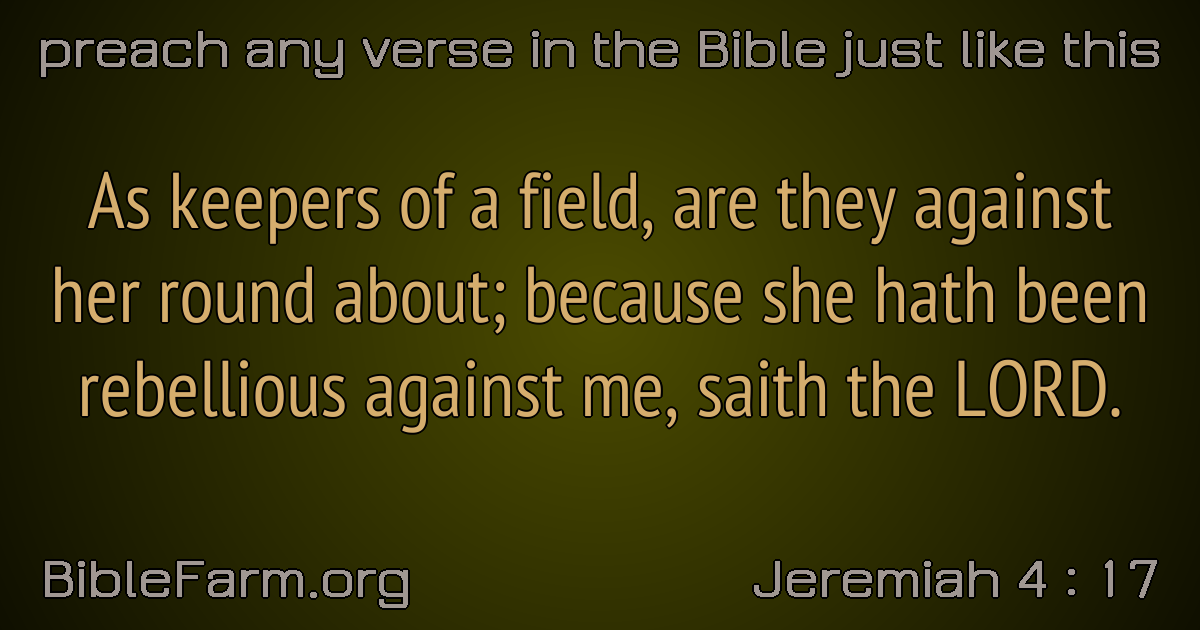 preach any verse in the Bible just like this
As keepers of a field, are they against
her round about; because she hath been
rebellious against me, saith the LORD.
BibleFarm.org
Jeremiah 4 : 17